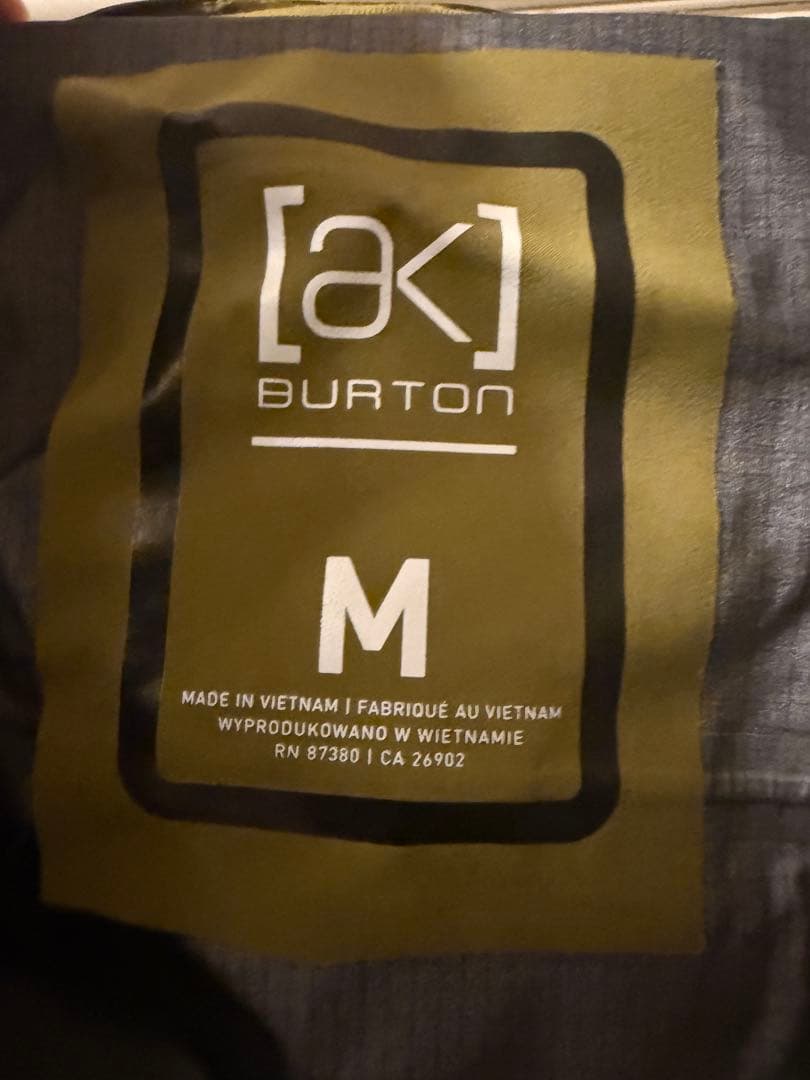 [ak]
BURTON
M
MADE IN VIETNAM | FABRIQUÉ AU VIETNAM
WYPRODUKOWANO W WIETNAMIE
RN 87380 | CA 26902